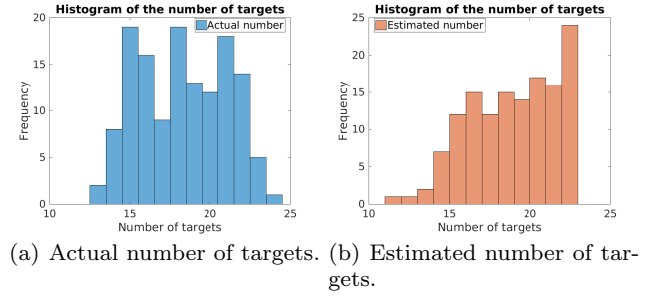 Histogram of the number of targets
Actual number
20
15
10
5
0
Frequency
10
15
20
25
Number of targets
Histogram of the number of targets
Estimated number
25
20
15
10
5
0
Frequency
10
15
20
25
Number of targets
(a) Actual number of targets.
(b) Estimated number of tar-
gets.